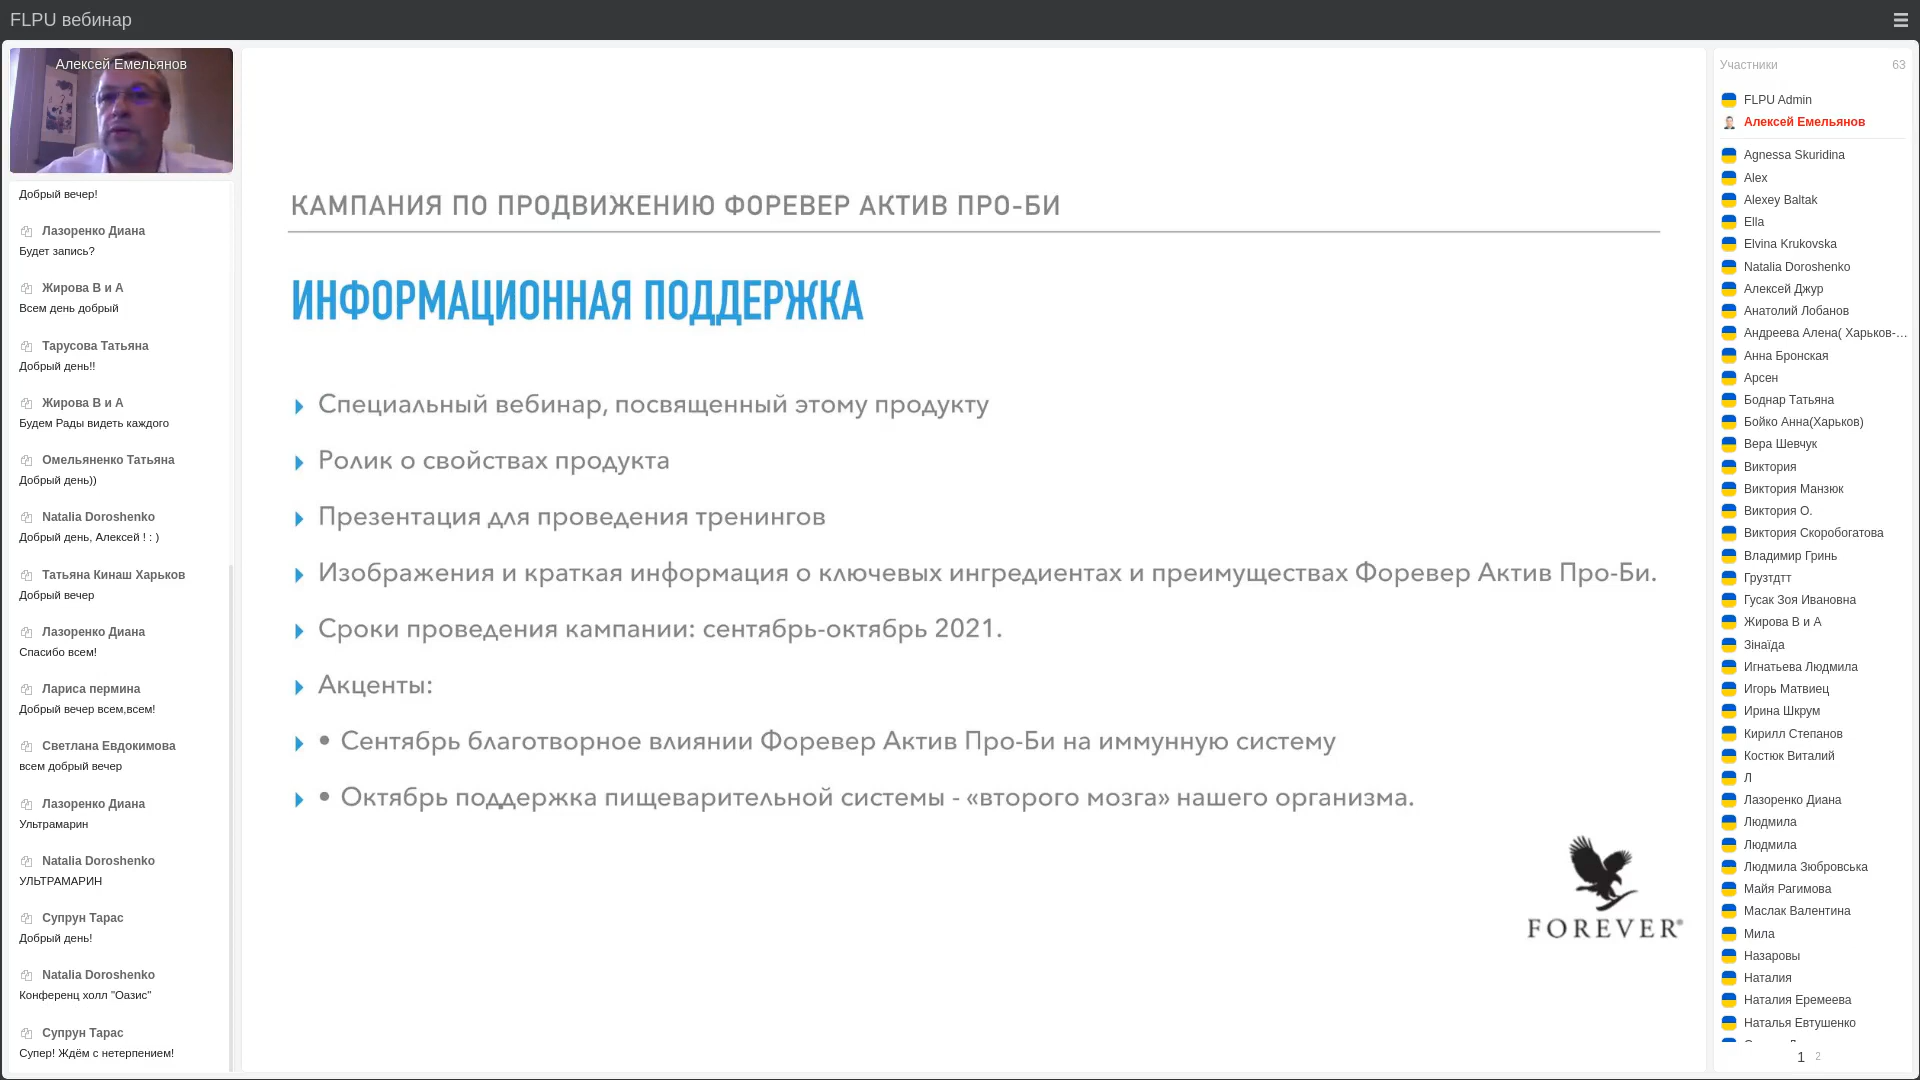 FLPU вебинар
Алексей Емельянов
Добрый вечер!
Лазоренко Диана
Будет запись?
Жирова В и А
Всем день добрый
Тарусова Татьяна
Добрый день!!
Жирова В и А
Будем Рады видеть каждого
Омельяненко Татьяна
Добрый день))
Natalia Doroshenko
Добрый день, Алексей ! : )
Татьяна Кинаш Харьков
Добрый вечер
Лазоренко Диана
Спасибо всем!
Лариса пермина
Добрый вечер всем,всем!
Светлана Евдокимова
всем добрый вечер
Лазоренко Диана
Ультрамарин
Natalia Doroshenko
УЛЬТРАМАРИН
Супрун Тарас
Добрый день!
Natalia Doroshenko
Конференц холл "Оазис"
Супрун Тарас
Супер! Ждём с нетерпением!
КАМПАНИЯ ПО ПРОДВИЖЕНИЮ ФОРЕВЕР АКТИВ ПРО-БИ
ИНФОРМАЦИОННАЯ ПОДДЕРЖКА
Специальный вебинар, посвященный этому продукту
Ролик о свойствах продукта
Презентация для проведения тренингов
Изображения и краткая информация о ключевых ингредиентах и преимуществах Форевер Актив Про-Би.
Сроки проведения кампании: сентябрь-октябрь 2021.
Акценты:
• Сентябрь благотворное влиянии Форевер Актив Про-Би на иммунную систему
• Октябрь поддержка пищеварительной системы - «второго мозга» нашего организма.
FOREVER®
Участники 63
FLPU Admin
Алексей Емельянов
Agnessa Skuridina
Alex
Alexey Baltak
Ella
Elvina Krukovska
Natalia Doroshenko
Алексей Джур
Анатолий Лобанов
Андреева Алена( Харьков-...
Анна Бронская
Арсен
Боднар Татьяна
Бойко Анна(Харьков)
Вера Шевчук
Виктория
Виктория Манзюк
Виктория О.
Виктория Скоробогатова
Владимир Гринь
Груздтт
Гусак Зоя Ивановна
Жирова В и А
Зінаїда
Игнатьева Людмила
Игорь Матвиец
Ирина Шкрум
Кирилл Степанов
Костюк Виталий
Л
Лазоренко Диана
Людмила
Людмила
Людмила Зюбровська
Майя Рагимова
Маслак Валентина
Мила
Назаровы
Наталия
Наталия Еремеева
Наталья Евтушенко
1 2